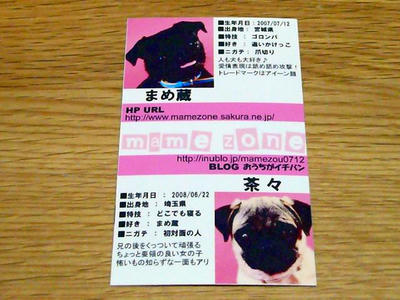 ■生年月日：2007/07/12
■出身地：宮城県
■特技：ゴロンパ
■好き：追いかけっこ
■ニガテ：爪切り
人も犬も大好き♪
愛情表現は舐め舐め攻撃！
トレードマークはアイーン顔
まめ蔵
HP URL
http://www.mamezone.sakura.ne.jp/
mame zone
http://inublo.jp/mamezou0712
BLOG おうちがイチバン
茶々
■生年月日：2008/06/22
■出身地：埼玉県
■特技：どこでも寝る
■好き：まめ蔵
■ニガテ：初対面の人
兄の後をくっついて頑張る
ちょっと要領の良い女の子
怖いもの知らずな一面もアリ